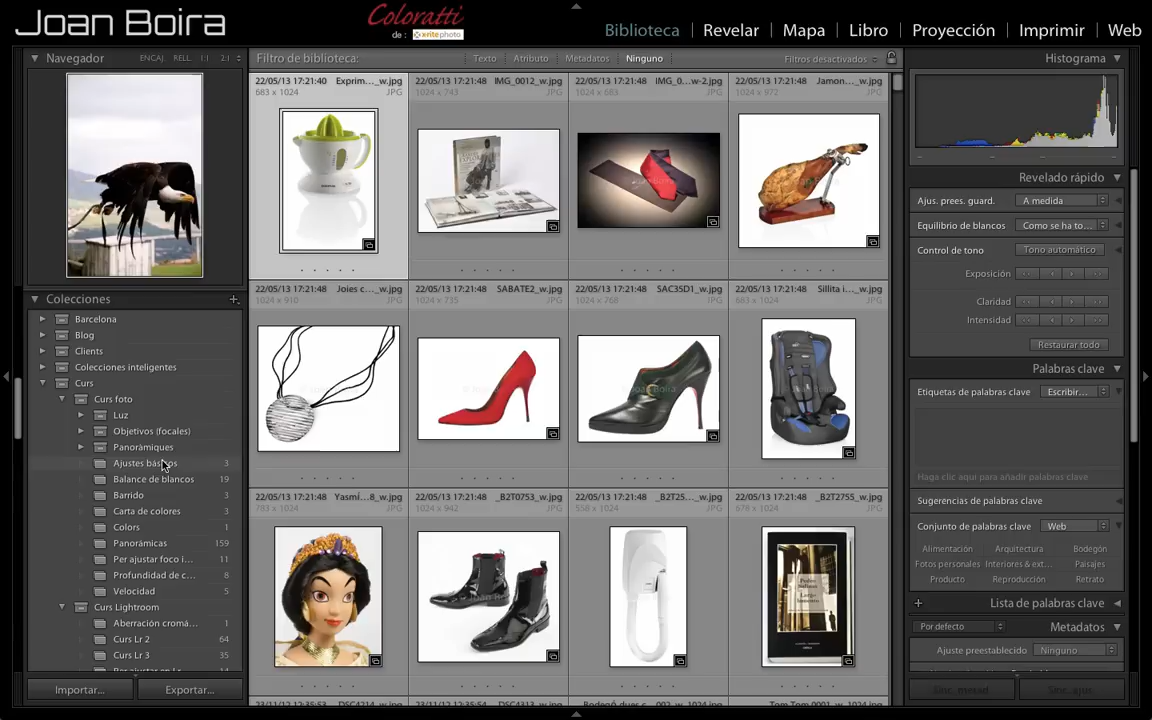 Joan Boira
Coloratti
de : x-rite photo
Biblioteca | Revelar | Mapa | Libro | Proyección | Imprimir | Web
Navegador ENCAJ. RELL. 1:1 2:1
Filtro de biblioteca: Texto Atributo Metadatos Ninguno Filtros desactivados
Histograma
22/05/13 17:21:40 Exprim..._w.jpg
683 x 1024 JPG
22/05/13 17:21:48 IMG_0012_w.jpg
1024 x 743 JPG
22/05/13 17:21:48 IMG_0...w-2.jpg
1024 x 683 JPG
22/05/13 17:21:48 Jamon..._w.jpg
1024 x 972 JPG
22/05/13 17:21:48 Joies c..._w.jpg
1024 x 910 JPG
22/05/13 17:21:48 SABATE2_w.jpg
1024 x 735 JPG
22/05/13 17:21:48 SAC35D1_w.jpg
1024 x 768 JPG
22/05/13 17:21:48 Sillita i..._w.jpg
683 x 1024 JPG
22/05/13 17:21:48 Yasmí...8_w.jpg
783 x 1024 JPG
22/05/13 17:21:48 _B2T0753_w.jpg
1024 x 942 JPG
22/05/13 17:21:48 _B2T25..._w.jpg
558 x 1024 JPG
22/05/13 17:21:48 _B2T2755_w.jpg
678 x 1024 JPG
Colecciones
Barcelona
Blog
Clients
Colecciones inteligentes
Curs
Curs foto
Luz
Objetivos (focales)
Panoràmiques
Ajustes básicos 3
Balance de blancos 19
Barrido 3
Carta de colores 3
Colors 1
Panorámicas 159
Per ajustar foco i... 11
Profundidad de c... 8
Velocidad 5
Curs Lightroom
Aberración cromá... 1
Curs Lr 2 64
Curs Lr 3 35
Importar... Exportar...
Revelado rápido
Ajus. prees. guard. A medida
Equilibrio de blancos Como se ha to...
Control de tono Tono automático
Exposición
Claridad
Intensidad
Restaurar todo
Palabras clave
Etiquetas de palabras clave Escribir...
Haga clic aquí para añadir palabras clave
Sugerencias de palabras clave
Conjunto de palabras clave Web
Alimentación Arquitectura Bodegón
Fotos personales Interiores & ext... Paisajes
Producto Reproducción Retrato
Lista de palabras clave
Por defecto Metadatos
Ajuste preestablecido Ninguno
Sinc. metad Sinc. ajus.